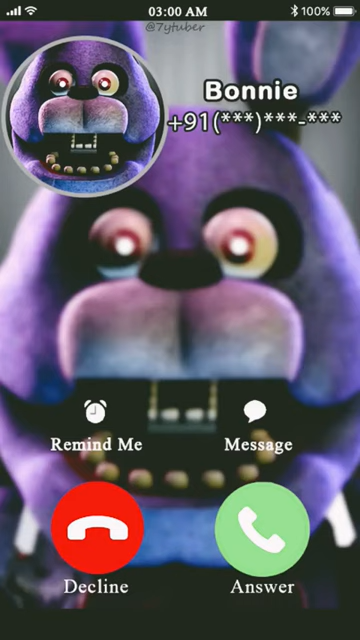 03:00 AM 100%
@7ytuber
Bonnie
+91(***)***-***
Remind Me Message
Decline Answer